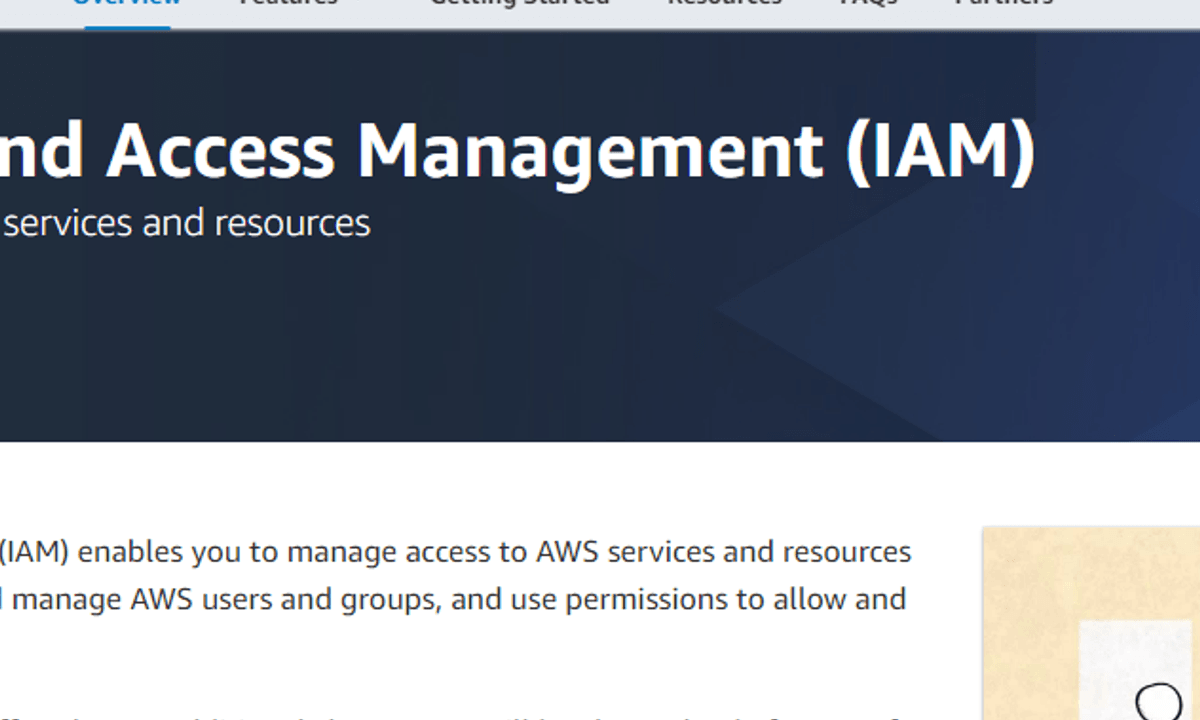 Overview Features Getting Started Resources FAQs Partners
nd Access Management (IAM)
services and resources
(IAM) enables you to manage access to AWS services and resources
manage AWS users and groups, and use permissions to allow and